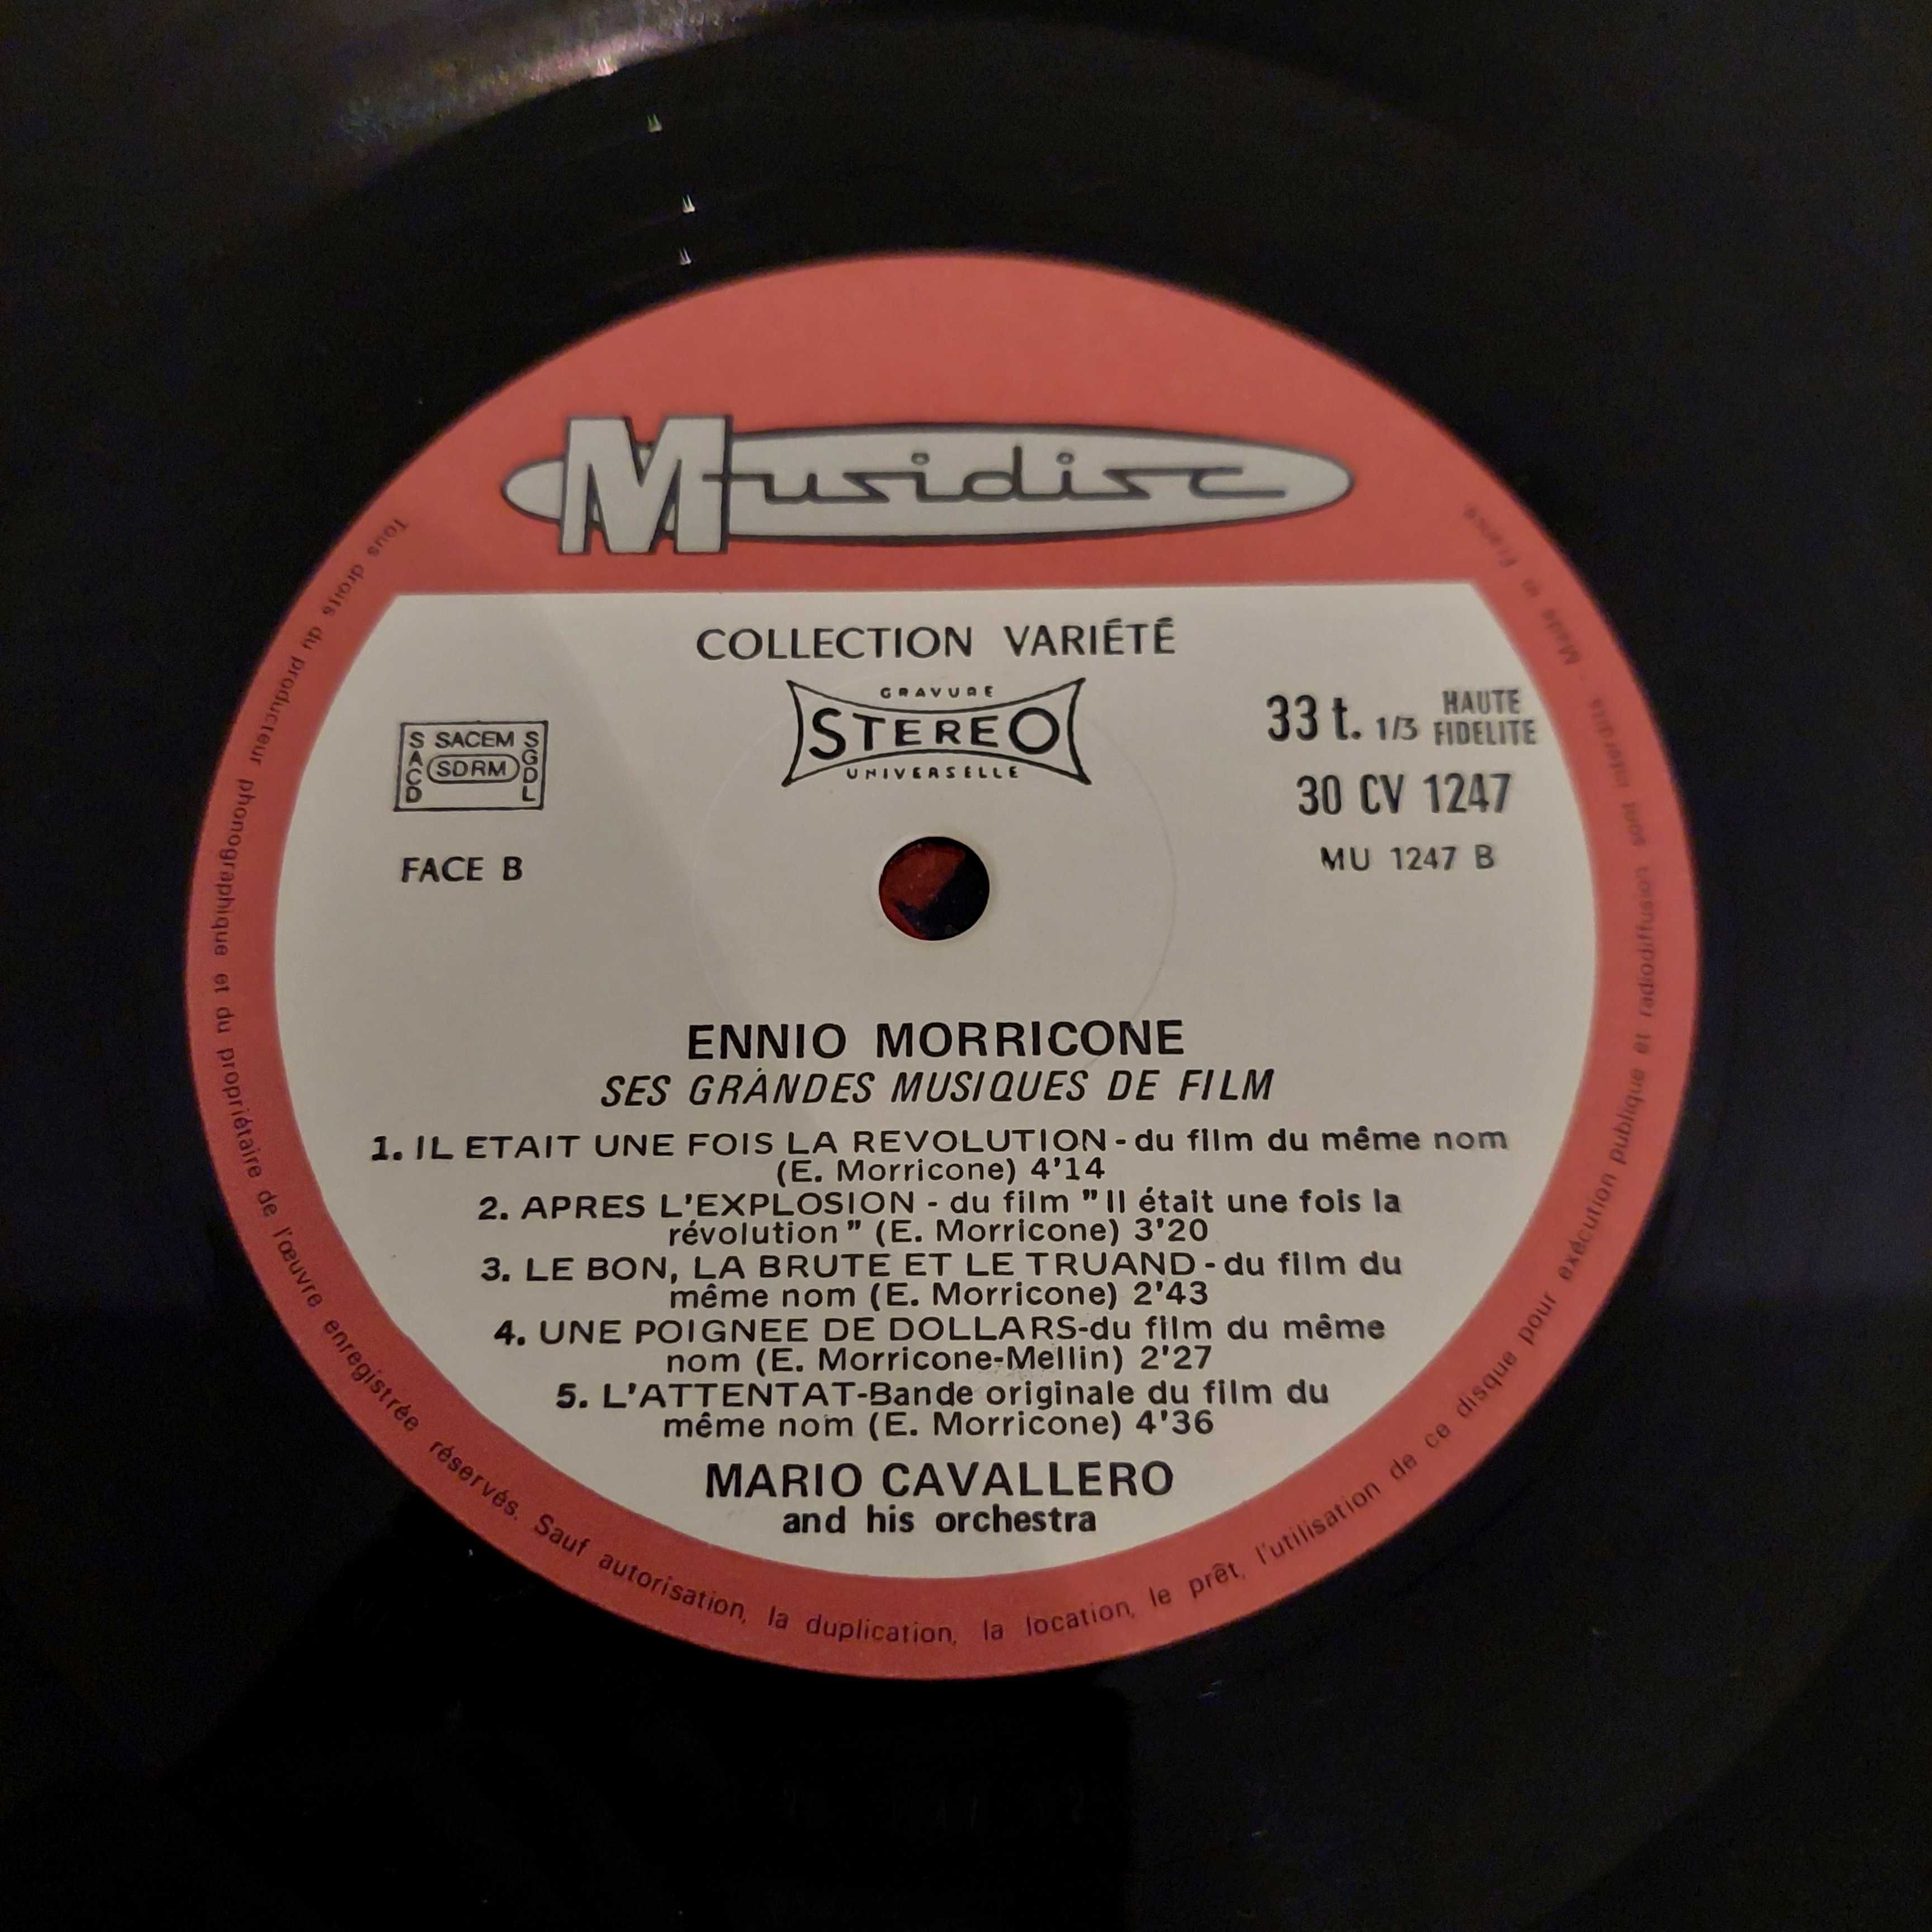 Musidisc
COLLECTION VARIÉTÉ
GRAVURE
STEREO
UNIVERSELLE
SACEM
SACD
SDRM
SGDL
33 t. 1/3 HAUTE FIDELITE
30 CV 1247
MU 1247 B
FACE B
ENNIO MORRICONE
SES GRANDES MUSIQUES DE FILM
1. IL ETAIT UNE FOIS LA REVOLUTION - du film du même nom
(E. Morricone) 4'14
2. APRES L'EXPLOSION - du film "Il était une fois la
révolution" (E. Morricone) 3'20
3. LE BON, LA BRUTE ET LE TRUAND - du film du
même nom (E. Morricone) 2'43
4. UNE POIGNEE DE DOLLARS-du film du même
nom (E. Morricone-Mellin) 2'27
5. L'ATTENTAT-Bande originale du film du
même nom (E. Morricone) 4'36
MARIO CAVALLERO
and his orchestra
Tous droits du producteur phonographique et du propriétaire de l'œuvre enregistrée réservés. Sauf autorisation, la duplication, la location, le prêt, l'utilisation de ce disque pour exécution publique et radiodiffusion sont interdits - Made in France